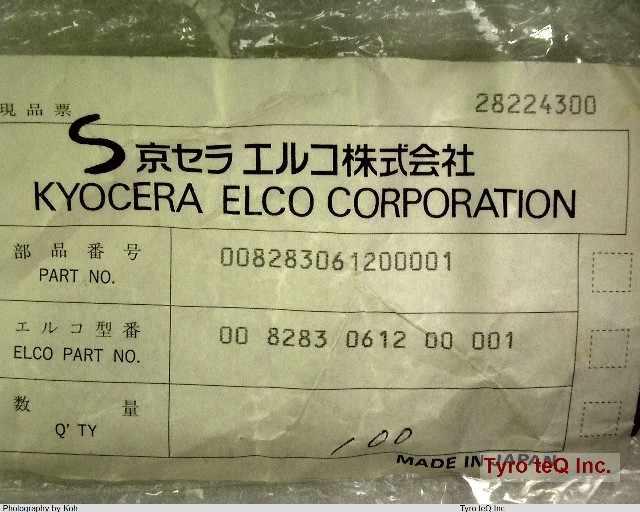 現品票 28224300
S 京セラ エルコ株式会社
KYOCERA ELCO CORPORATION
部品番号 008283061200001
PART NO.
エルコ型番 00 8283 0612 00 001
ELCO PART NO.
数量
Q'TY 100
MADE IN JAPAN
Tyro teQ Inc.
Photography by Koh Tyro teQ Inc